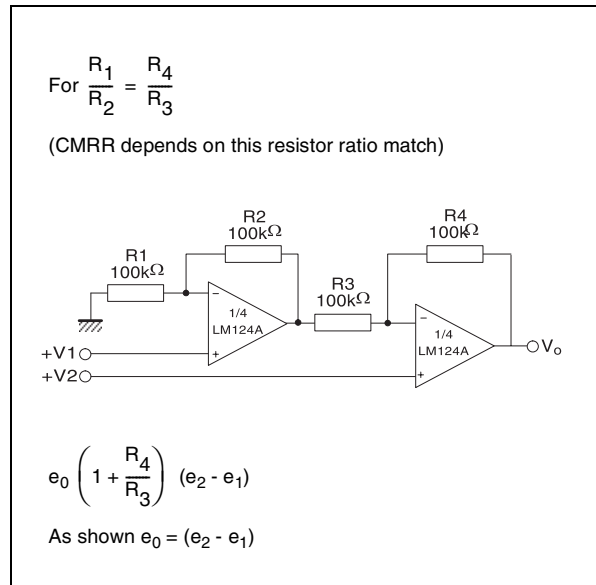 For R1/R2 = R4/R3
(CMRR depends on this resistor ratio match)
R2
100kΩ
R4
100kΩ
R1
100kΩ
R3
100kΩ
1/4
LM124A
1/4
LM124A
+V1
+V2
Vo
e0 (1 + R4/R3) (e2 - e1)
As shown e0 = (e2 - e1)